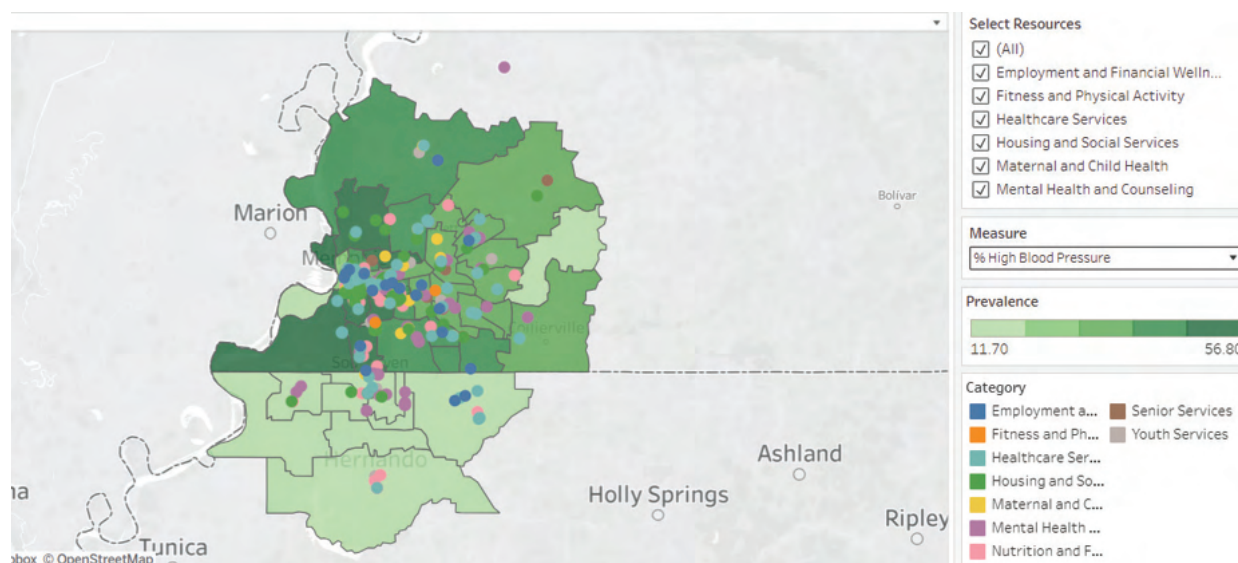 Marion
Bolivar
Hernando
Ashland
Holly Springs
Ripley
Tunica
© OpenStreetMap
Select Resources
(All)
Employment and Financial Welln...
Fitness and Physical Activity
Healthcare Services
Housing and Social Services
Maternal and Child Health
Mental Health and Counseling
Measure
% High Blood Pressure
Prevalence
11.70
56.80
Category
Employment a...
Senior Services
Fitness and Ph...
Youth Services
Healthcare Ser...
Housing and So...
Maternal and C...
Mental Health ...
Nutrition and F...